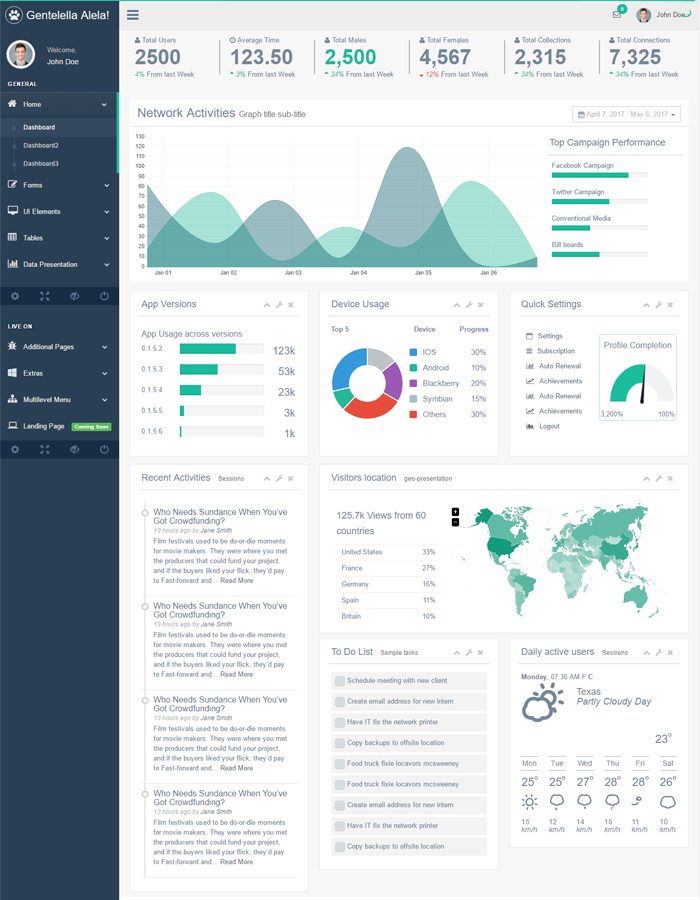 Gentelella Alela!
Welcome,
John Doe
GENERAL
Home
Dashboard
Dashboard2
Dashboard3
Forms
UI Elements
Tables
Data Presentation
LIVE ON
Additional Pages
Extras
Multilevel Menu
Landing Page Coming Soon
6
John Doe
Total Users
2500
4% From last Week
Average Time
123.50
3% From last Week
Total Males
2,500
34% From last Week
Total Females
4,567
12% From last Week
Total Collections
2,315
34% From last Week
Total Connections
7,325
34% From last Week
Network Activities Graph title sub-title
April 7, 2017 - May 6, 2017
130
120
110
100
90
80
70
60
50
40
30
20
10
0
Jan 01 Jan 02 Jan 03 Jan 04 Jan 05 Jan 06
Top Campaign Performance
Facebook Campaign
Twitter Campaign
Conventional Media
Bill boards
App Versions
App Usage across versions
0.1.5.2 123k
0.1.5.3 53k
0.1.5.4 23k
0.1.5.5 3k
0.1.5.6 1k
Device Usage
Top 5 Device Progress
IOS 30%
Android 10%
Blackberry 20%
Symbian 15%
Others 30%
Quick Settings
Settings
Subscription
Auto Renewal
Achievements
Auto Renewal
Achievements
Logout
Profile Completion
3,200% 100%
Recent Activities Sessions
Who Needs Sundance When You've
Got Crowdfunding?
13 hours ago by Jane Smith
Film festivals used to be do-or-die moments
for movie makers. They were where you met
the producers that could fund your project,
and if the buyers liked your flick, they'd pay
to Fast-forward and... Read More
Who Needs Sundance When You've
Got Crowdfunding?
13 hours ago by Jane Smith
Film festivals used to be do-or-die moments
for movie makers. They were where you met
the producers that could fund your project,
and if the buyers liked your flick, they'd pay
to Fast-forward and... Read More
Who Needs Sundance When You've
Got Crowdfunding?
13 hours ago by Jane Smith
Film festivals used to be do-or-die moments
for movie makers. They were where you met
the producers that could fund your project,
and if the buyers liked your flick, they'd pay
to Fast-forward and... Read More
Who Needs Sundance When You've
Got Crowdfunding?
13 hours ago by Jane Smith
Film festivals used to be do-or-die moments
for movie makers. They were where you met
the producers that could fund your project,
and if the buyers liked your flick, they'd pay
to Fast-forward and... Read More
Visitors location geo-presentation
125.7k Views from 60
countries
United States 33%
France 27%
Germany 16%
Spain 11%
Britain 10%
+
−
To Do List Sample tasks
Schedule meeting with new client
Create email address for new intern
Have IT fix the network printer
Copy backups to offsite location
Food truck fixie locavors mcsweeney
Food truck fixie locavors mcsweeney
Create email address for new intern
Have IT fix the network printer
Copy backups to offsite location
Daily active users Sessions
Monday, 07:30 AM F C
Texas
Partly Cloudy Day
23°
Mon Tue Wed Thu Fri Sat
25° 25° 27° 28° 28° 26°
15 12 14 15 11 10
km/h km/h km/h km/h km/h km/h